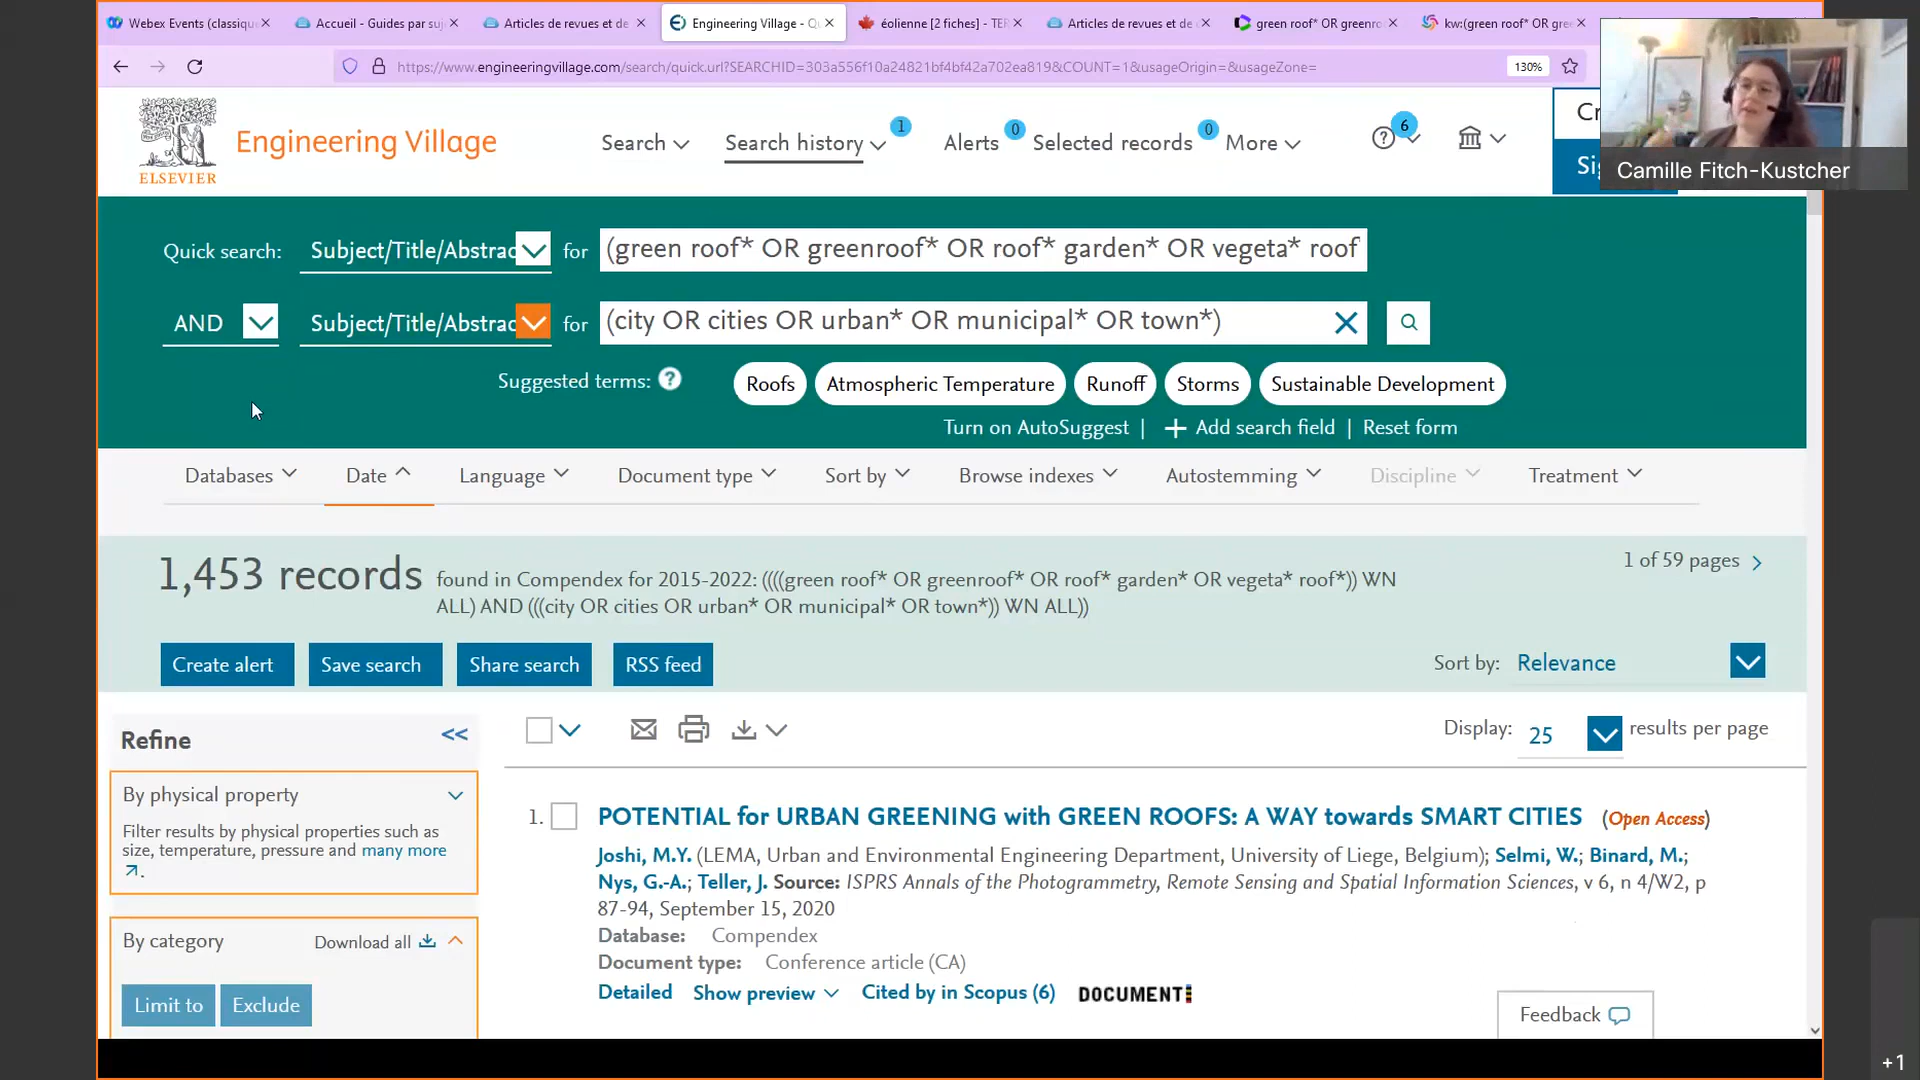 Webex Events (classique
Accueil - Guides par suj
Articles de revues et de
Engineering Village - Q
éolienne [2 fiches] - TER
Articles de revues et de
green roof* OR greenro
kw:(green roof* OR gre
https://www.engineeringvillage.com/search/quick.url?SEARCHID=303a556f10a24821bf4bf42a702ea819&COUNT=1&usageOrigin=&usageZone=
130%
ELSEVIER
Engineering Village
Search
Search history
1
Alerts
0
Selected records
0
More
6
Cr
Si
Camille Fitch-Kustcher
Quick search:
Subject/Title/Abstrac
for
(green roof* OR greenroof* OR roof* garden* OR vegeta* roof
AND
Subject/Title/Abstrac
for
(city OR cities OR urban* OR municipal* OR town*)
Suggested terms:
Roofs
Atmospheric Temperature
Runoff
Storms
Sustainable Development
Turn on AutoSuggest | + Add search field | Reset form
Databases
Date
Language
Document type
Sort by
Browse indexes
Autostemming
Discipline
Treatment
1,453 records
found in Compendex for 2015-2022: ((((green roof* OR greenroof* OR roof* garden* OR vegeta* roof*)) WN
ALL) AND (((city OR cities OR urban* OR municipal* OR town*)) WN ALL))
1 of 59 pages
Create alert
Save search
Share search
RSS feed
Sort by:
Relevance
Refine
<<
Display:
25
results per page
By physical property
Filter results by physical properties such as
size, temperature, pressure and many more
.
By category
Download all
Limit to
Exclude
1.
POTENTIAL for URBAN GREENING with GREEN ROOFS: A WAY towards SMART CITIES (Open Access)
Joshi, M.Y. (LEMA, Urban and Environmental Engineering Department, University of Liege, Belgium); Selmi, W.; Binard, M.;
Nys, G.-A.; Teller, J. Source: ISPRS Annals of the Photogrammetry, Remote Sensing and Spatial Information Sciences, v 6, n 4/W2, p
87-94, September 15, 2020
Database: Compendex
Document type: Conference article (CA)
Detailed
Show preview
Cited by in Scopus (6)
DOCUMENT
Feedback
+1